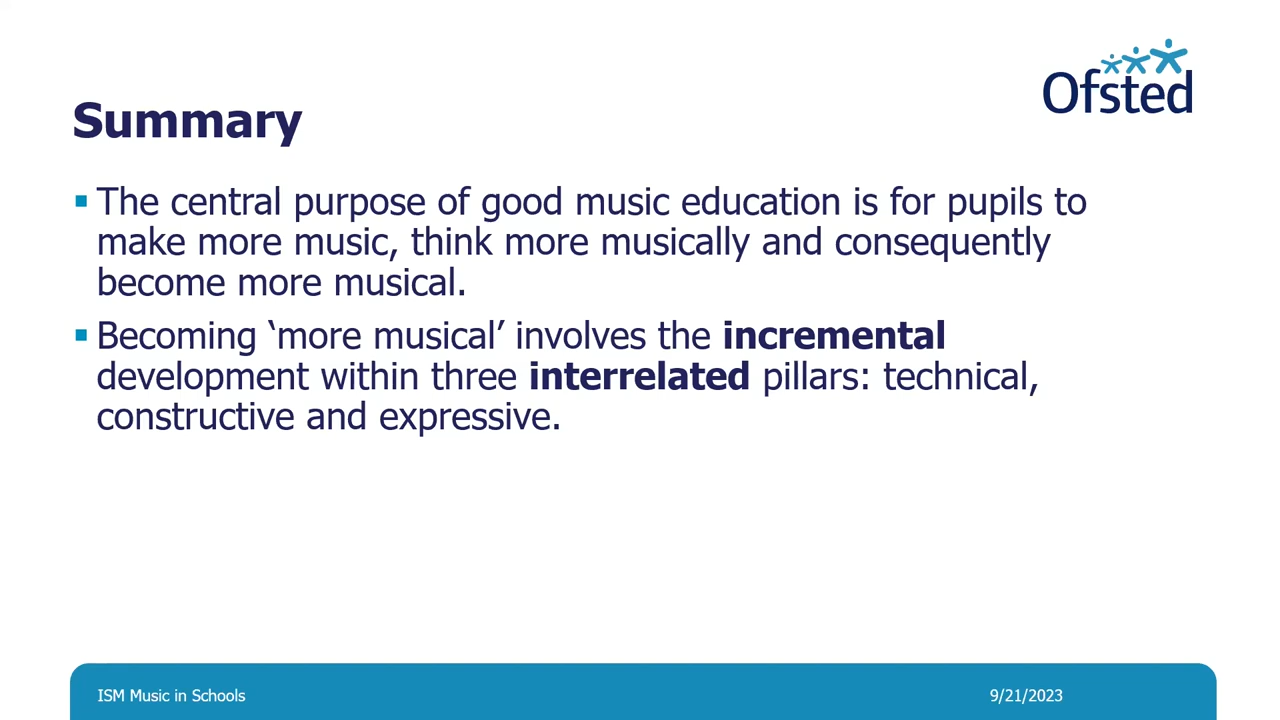 Ofsted
Summary
▪ The central purpose of good music education is for pupils to
make more music, think more musically and consequently
become more musical.
▪ Becoming ‘more musical’ involves the incremental
development within three interrelated pillars: technical,
constructive and expressive.
ISM Music in Schools
9/21/2023